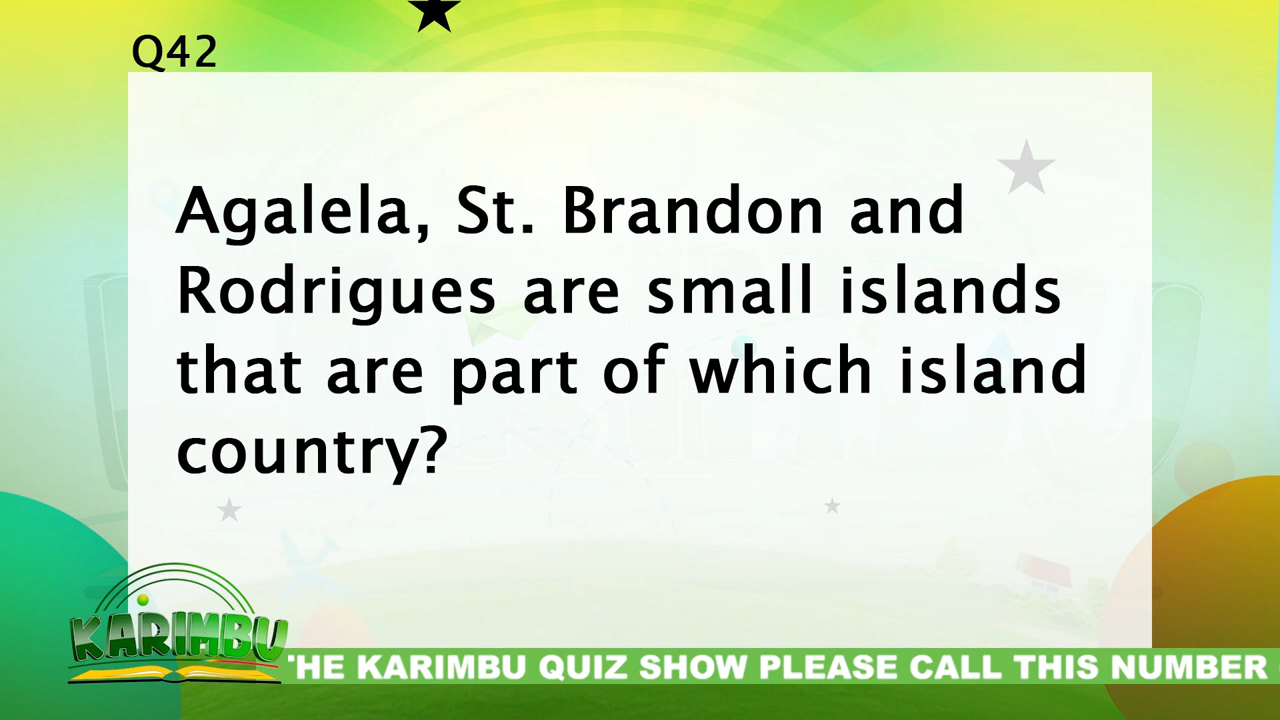 Q42
Agalela, St. Brandon and
Rodrigues are small islands
that are part of which island
country?
KARIMBU
HE KARIMBU QUIZ SHOW PLEASE CALL THIS NUMBER